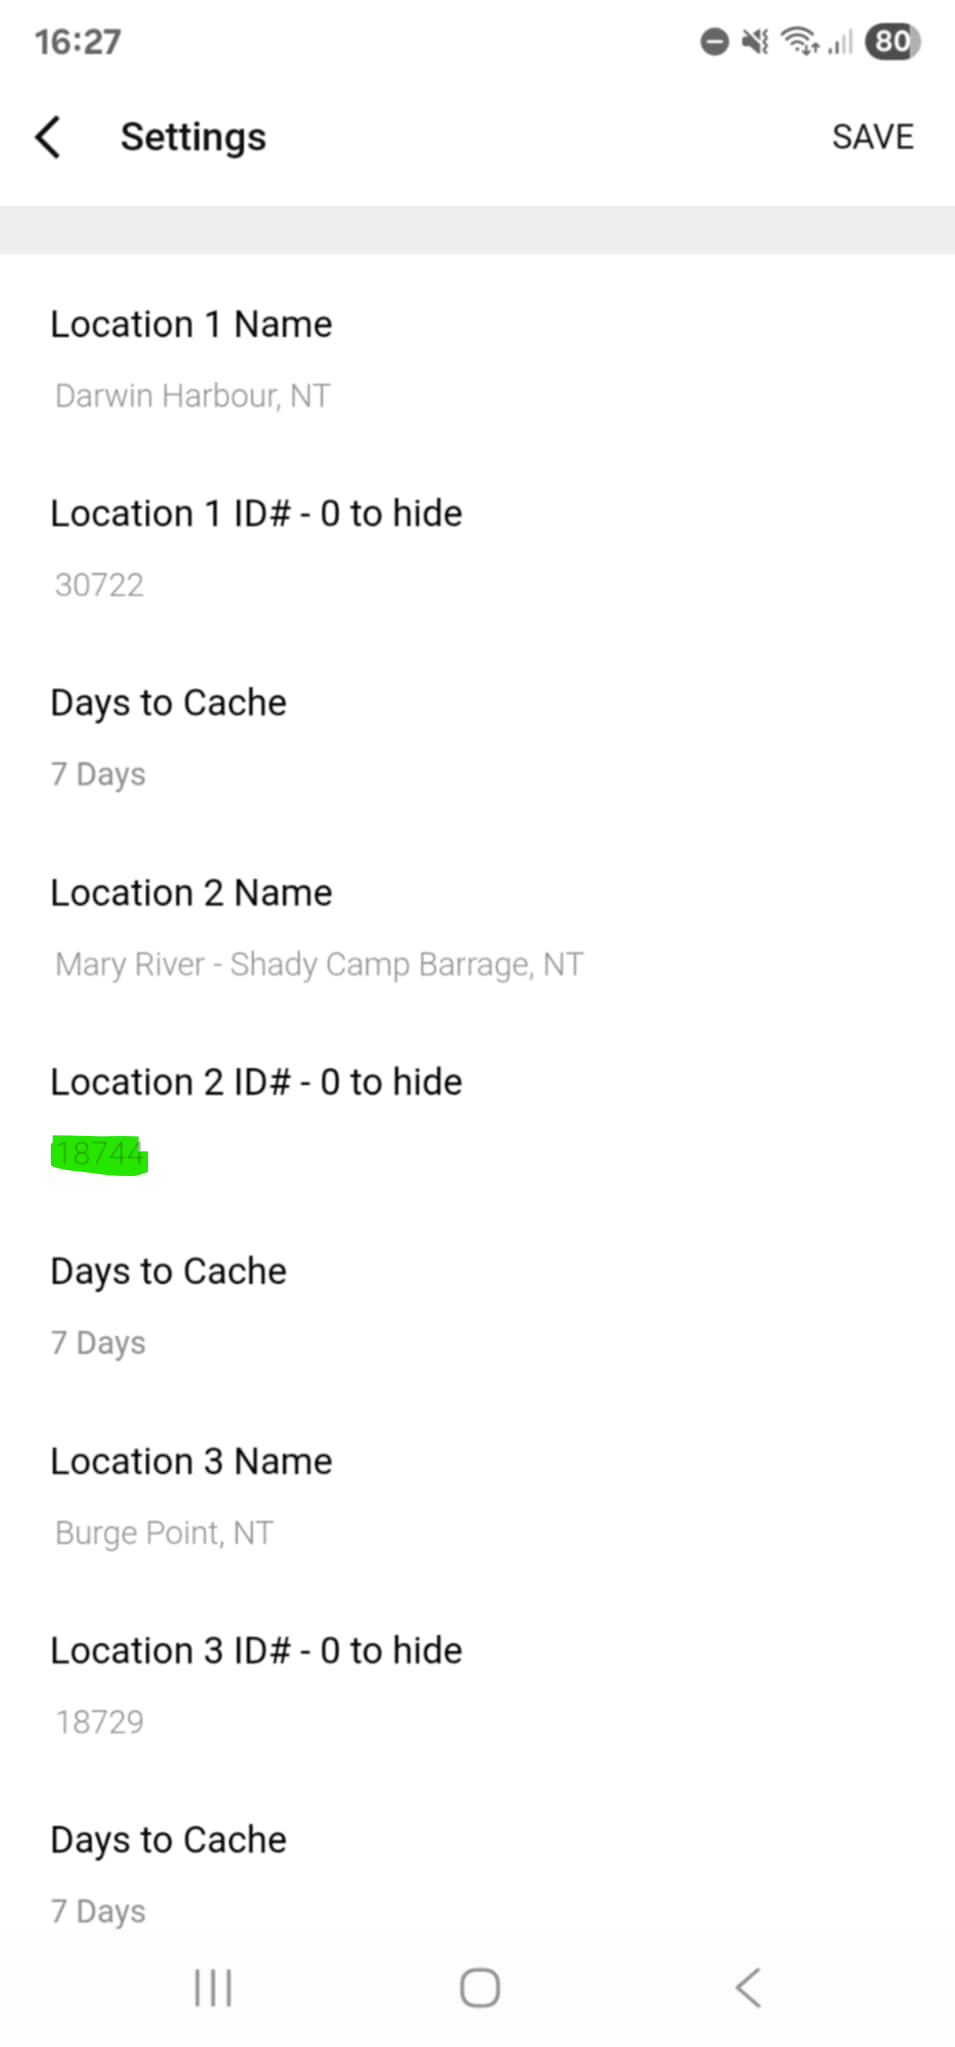 16:27
80
Settings
SAVE
Location 1 Name
Darwin Harbour, NT
Location 1 ID# - 0 to hide
30722
Days to Cache
7 Days
Location 2 Name
Mary River - Shady Camp Barrage, NT
Location 2 ID# - 0 to hide
18744
Days to Cache
7 Days
Location 3 Name
Burge Point, NT
Location 3 ID# - 0 to hide
18729
Days to Cache
7 Days